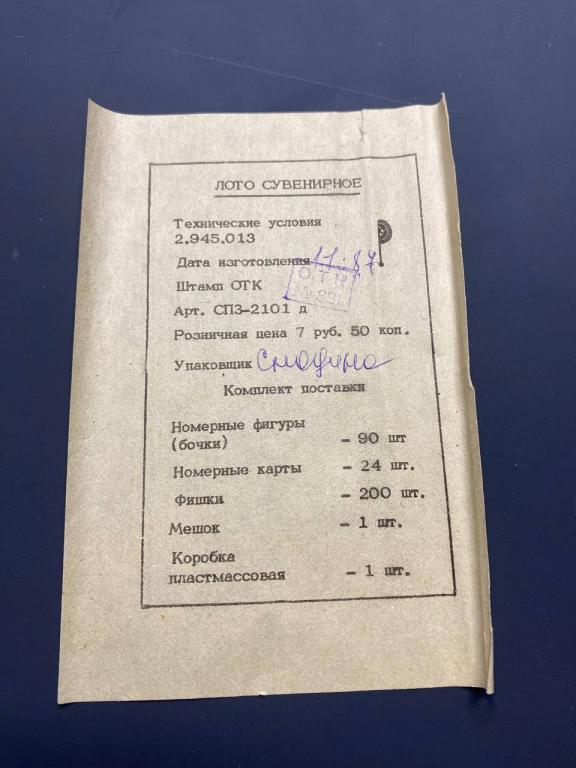 ЛОТО СУВЕНИРНОЕ
Технические условия
2.945.013
Дата изготовления 11.87
Штамп ОТК
ОТК
Арт. СПЗ-2101 д
Розничная цена 7 руб. 50 коп.
Упаковщик
Комплект поставки
Номерные фигуры
(бочки) – 90 шт
Номерные карты – 24 шт.
Фишки – 200 шт.
Мешок – 1 шт.
Коробка
пластмассовая – 1 шт.